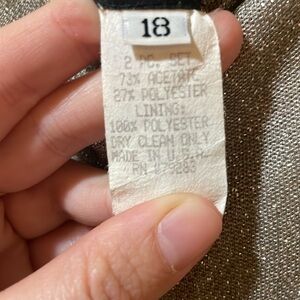 18
2 PC. SET
73% ACETATE
27% POLYESTER
LINING:
100% POLYESTER
DRY CLEAN ONLY
MADE IN U.S.A.
RN